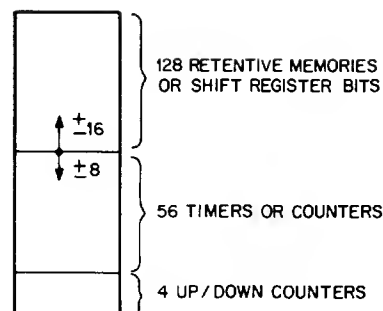 128 RETENTIVE MEMORIES
OR SHIFT REGISTER BITS
±16
±8
56 TIMERS OR COUNTERS
4 UP/DOWN COUNTERS